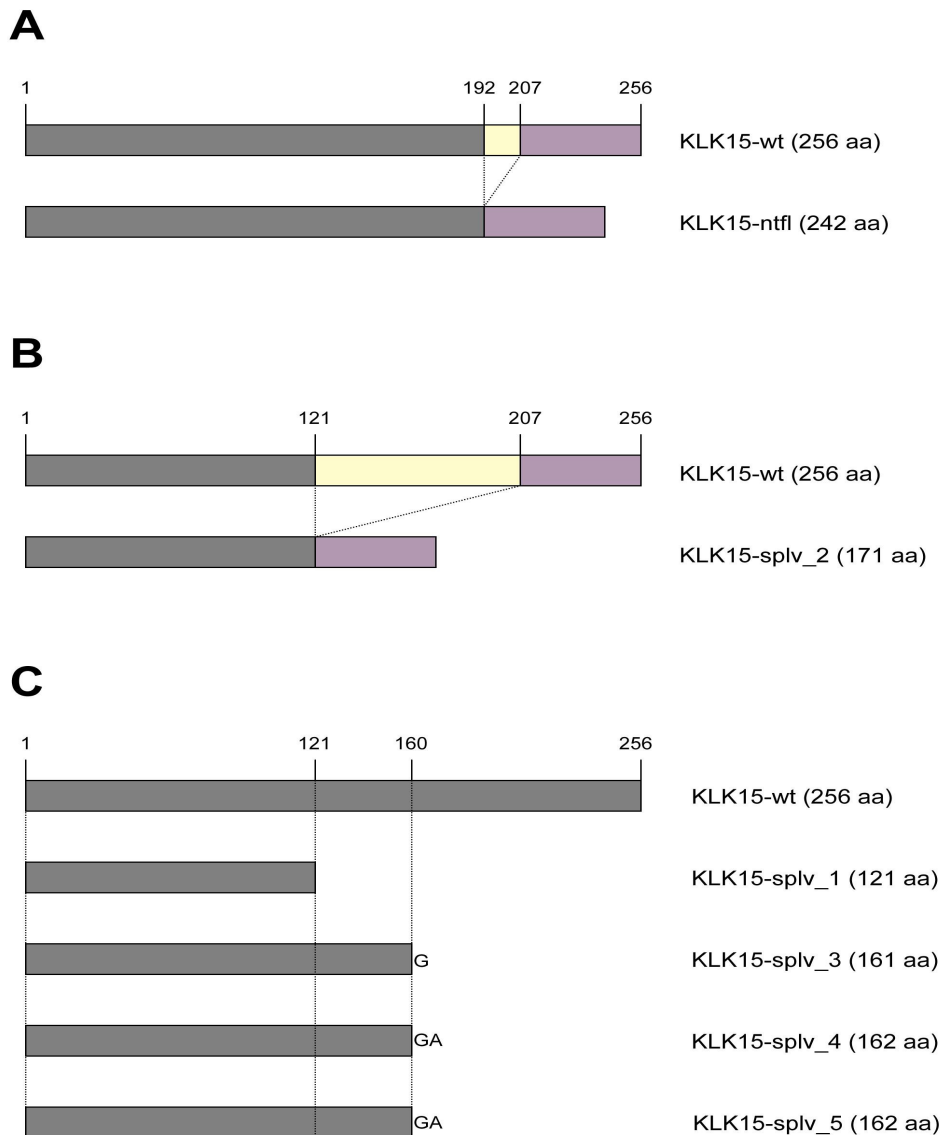 A
1 192 207 256
KLK15-wt (256 aa)
KLK15-ntfl (242 aa)
B
1 121 207 256
KLK15-wt (256 aa)
KLK15-splv_2 (171 aa)
C
1 121 160 256
KLK15-wt (256 aa)
KLK15-splv_1 (121 aa)
G KLK15-splv_3 (161 aa)
GA KLK15-splv_4 (162 aa)
GA KLK15-splv_5 (162 aa)